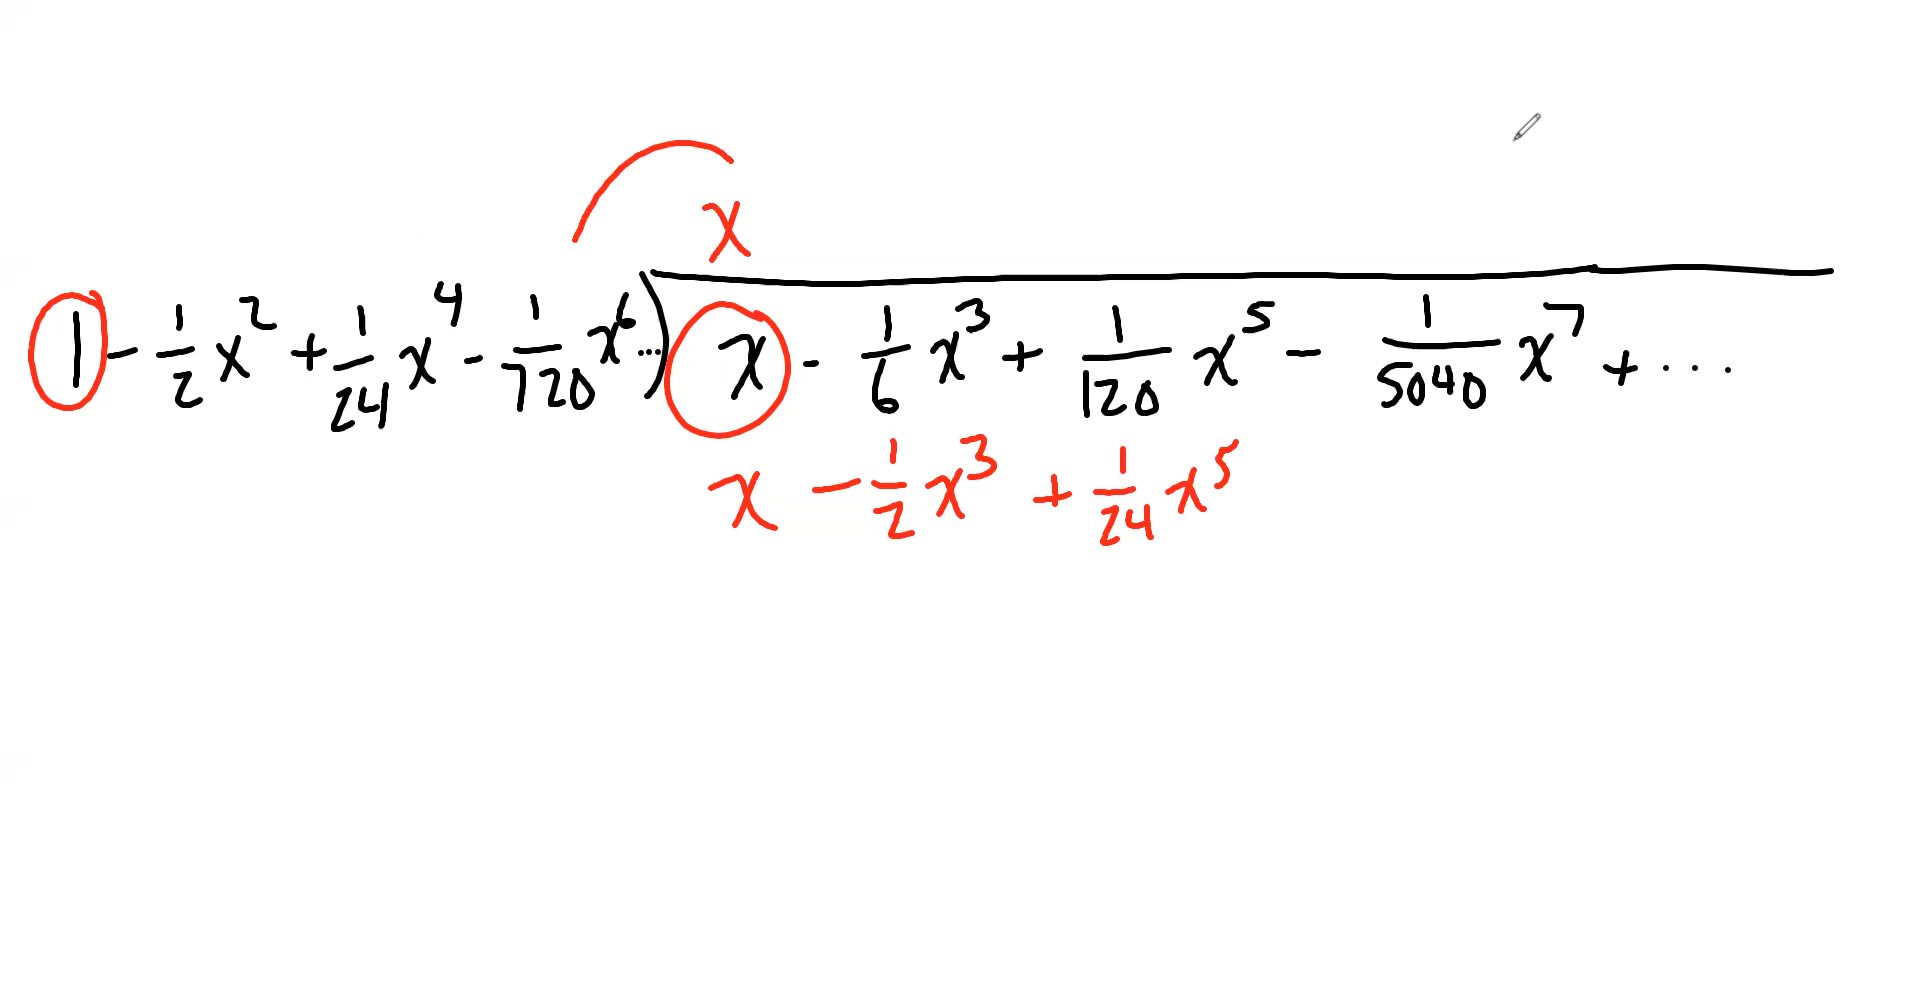 x
1 - 1/2 x^2 + 1/24 x^4 - 1/720 x^6 ... ) x - 1/6 x^3 + 1/120 x^5 - 1/5040 x^7 + ...
x - 1/2 x^3 + 1/24 x^5